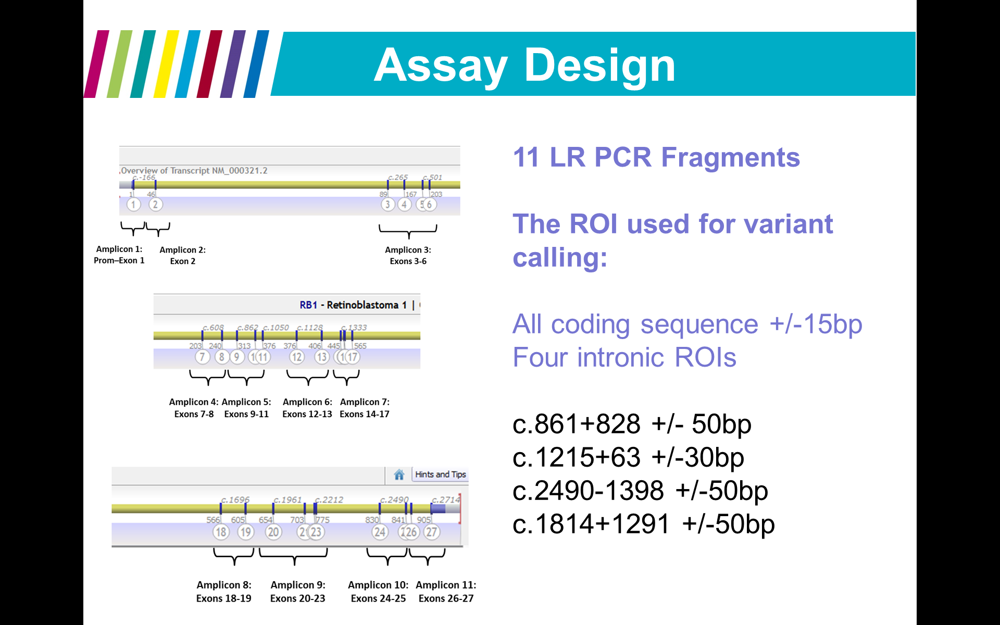 Assay Design
Overview of Transcript NM_000321.2
c.-166 c.265 c.501
1 46 89 167 203
1 2 3 4 5 6
Amplicon 1: Amplicon 2: Amplicon 3:
Prom–Exon 1 Exon 2 Exons 3-6
RB1 - Retinoblastoma 1 |
c.608 c.862 c.1050 c.1128 c.1333
203 240 313 376 376 406 445 565
7 8 9 11 12 13 17
Amplicon 4: Amplicon 5: Amplicon 6: Amplicon 7:
Exons 7-8 Exons 9-11 Exons 12-13 Exons 14-17
Hints and Tips
c.1696 c.1961 c.2212 c.2490 c.2714
566 605 654 703 775 830 841 905
18 19 20 23 24 26 27
Amplicon 8: Amplicon 9: Amplicon 10: Amplicon 11:
Exons 18-19 Exons 20-23 Exons 24-25 Exons 26-27
11 LR PCR Fragments
The ROI used for variant
calling:
All coding sequence +/-15bp
Four intronic ROIs
c.861+828 +/- 50bp
c.1215+63 +/-30bp
c.2490-1398 +/-50bp
c.1814+1291 +/-50bp